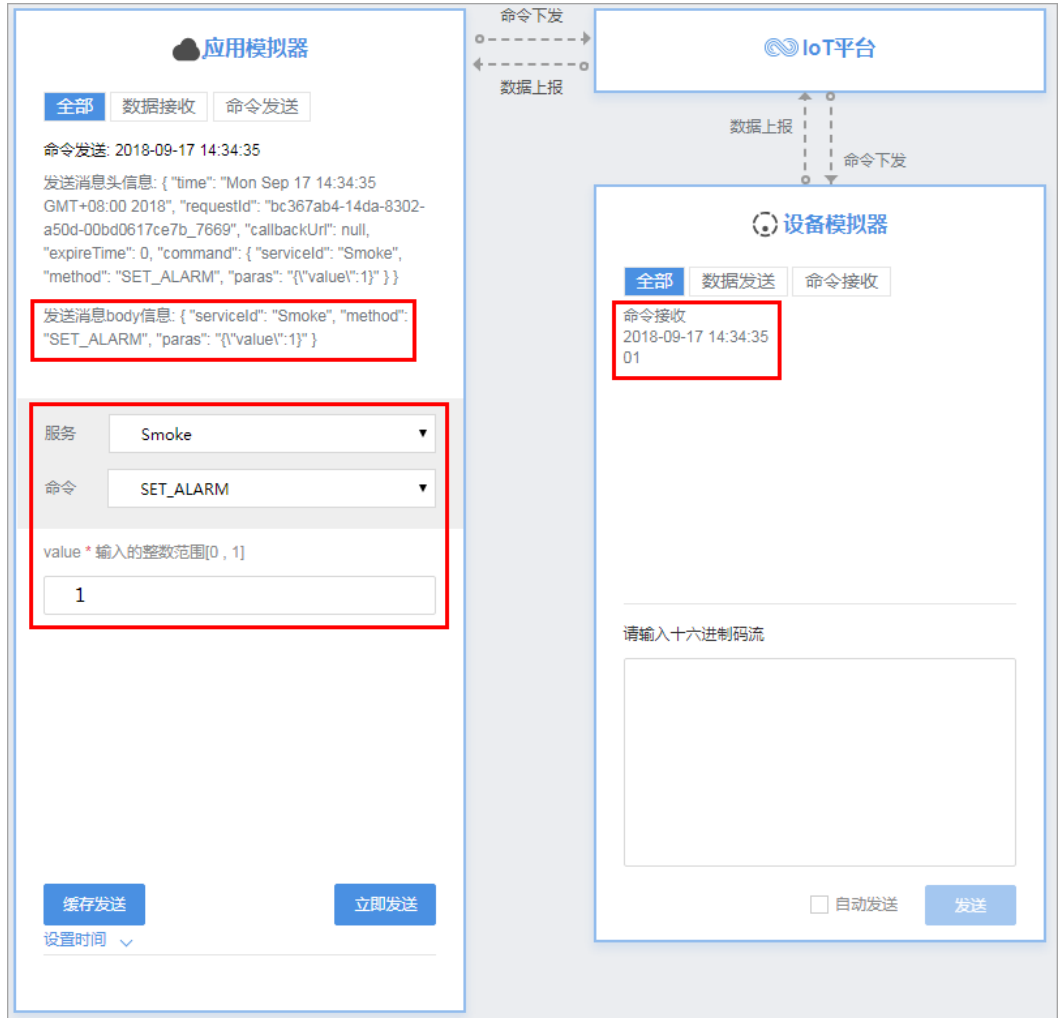 命令下发
数据上报
应用模拟器
全部 数据接收 命令发送
命令发送: 2018-09-17 14:34:35
发送消息头信息: { "time": "Mon Sep 17 14:34:35
GMT+08:00 2018", "requestId": "bc367ab4-14da-8302-
a50d-00bd0617ce7b_7669", "callbackUrl": null,
"expireTime": 0, "command": { "serviceId": "Smoke",
"method": "SET_ALARM", "paras": "{\"value\":1}" } }
发送消息body信息: { "serviceId": "Smoke", "method":
"SET_ALARM", "paras": "{\"value\":1}" }
服务 Smoke
命令 SET_ALARM
value * 输入的整数范围[0 , 1]
1
缓存发送 立即发送
设置时间
IoT平台
数据上报
命令下发
设备模拟器
全部 数据发送 命令接收
命令接收
2018-09-17 14:34:35
01
请输入十六进制码流
自动发送 发送